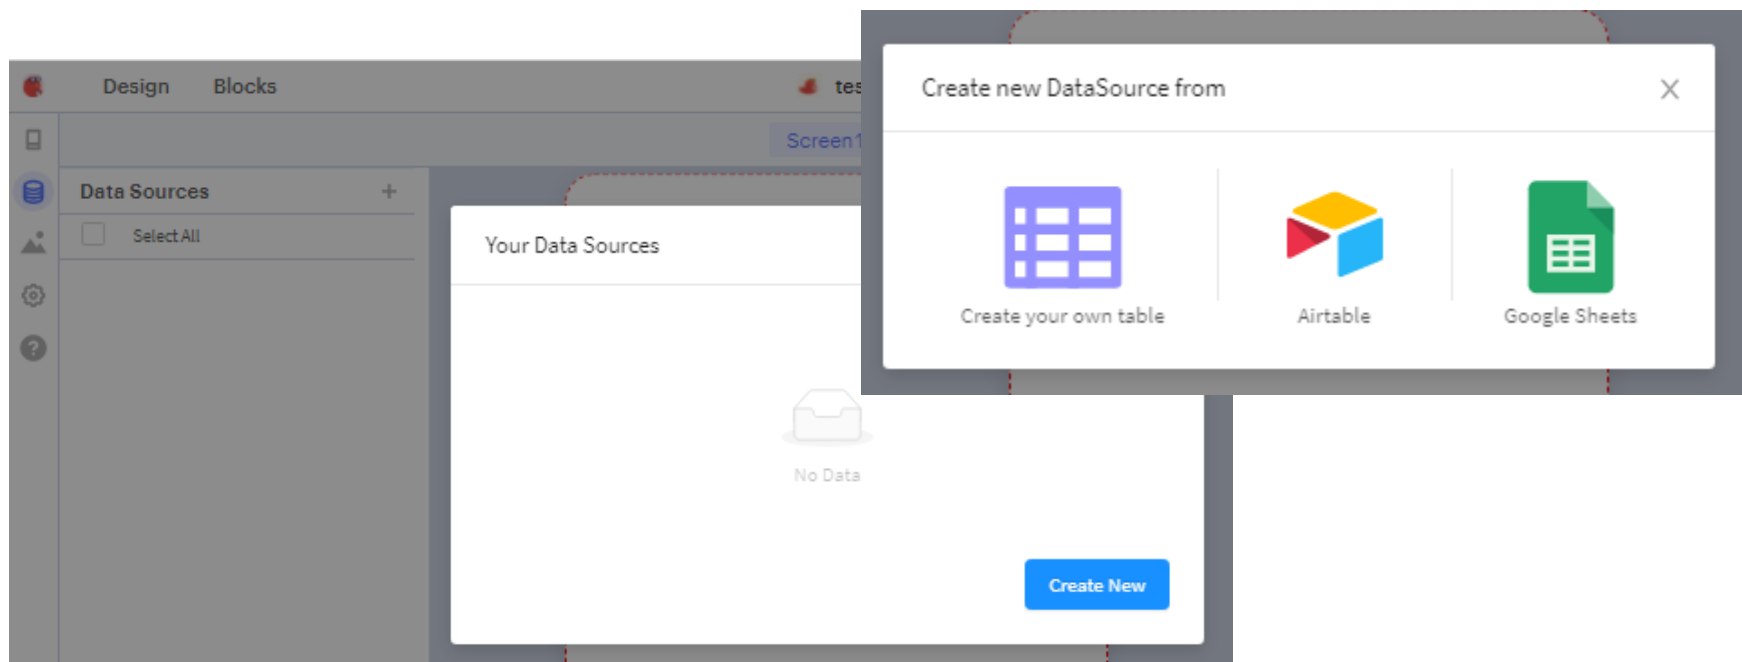 Design
Blocks
tes
Screen1
Data Sources
+
Select All
Your Data Sources
No Data
Create New
?
Create new DataSource from
X
Create your own table
Airtable
Google Sheets